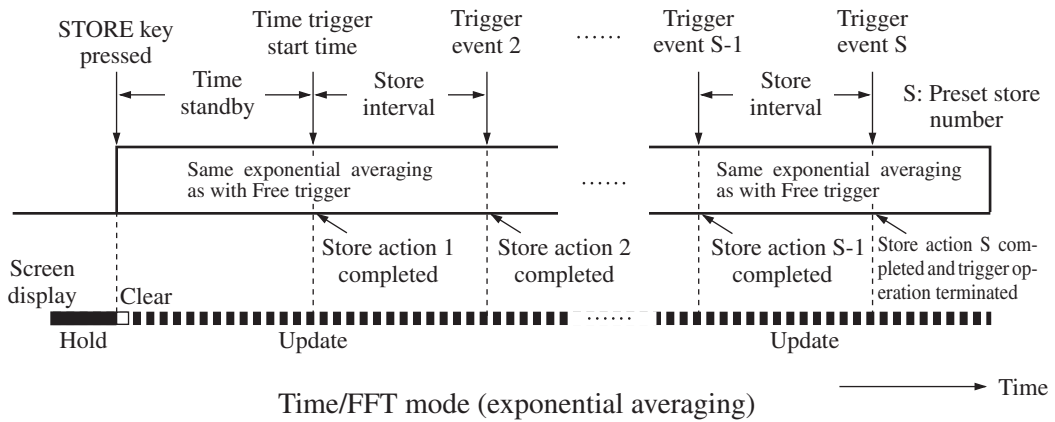 STORE key
pressed
Time trigger
start time
Trigger
event 2
......
Trigger
event S-1
Trigger
event S
Time
standby
Store
interval
Store
interval
S: Preset store
number
Same exponential averaging
as with Free trigger
......
Same exponential averaging
as with Free trigger
Store action 1
completed
Store action 2
completed
Store action S-1
completed
Store action S com-
pleted and trigger op-
eration terminated
Screen
display
Clear
......
Hold
Update
Update
Time
Time/FFT mode (exponential averaging)